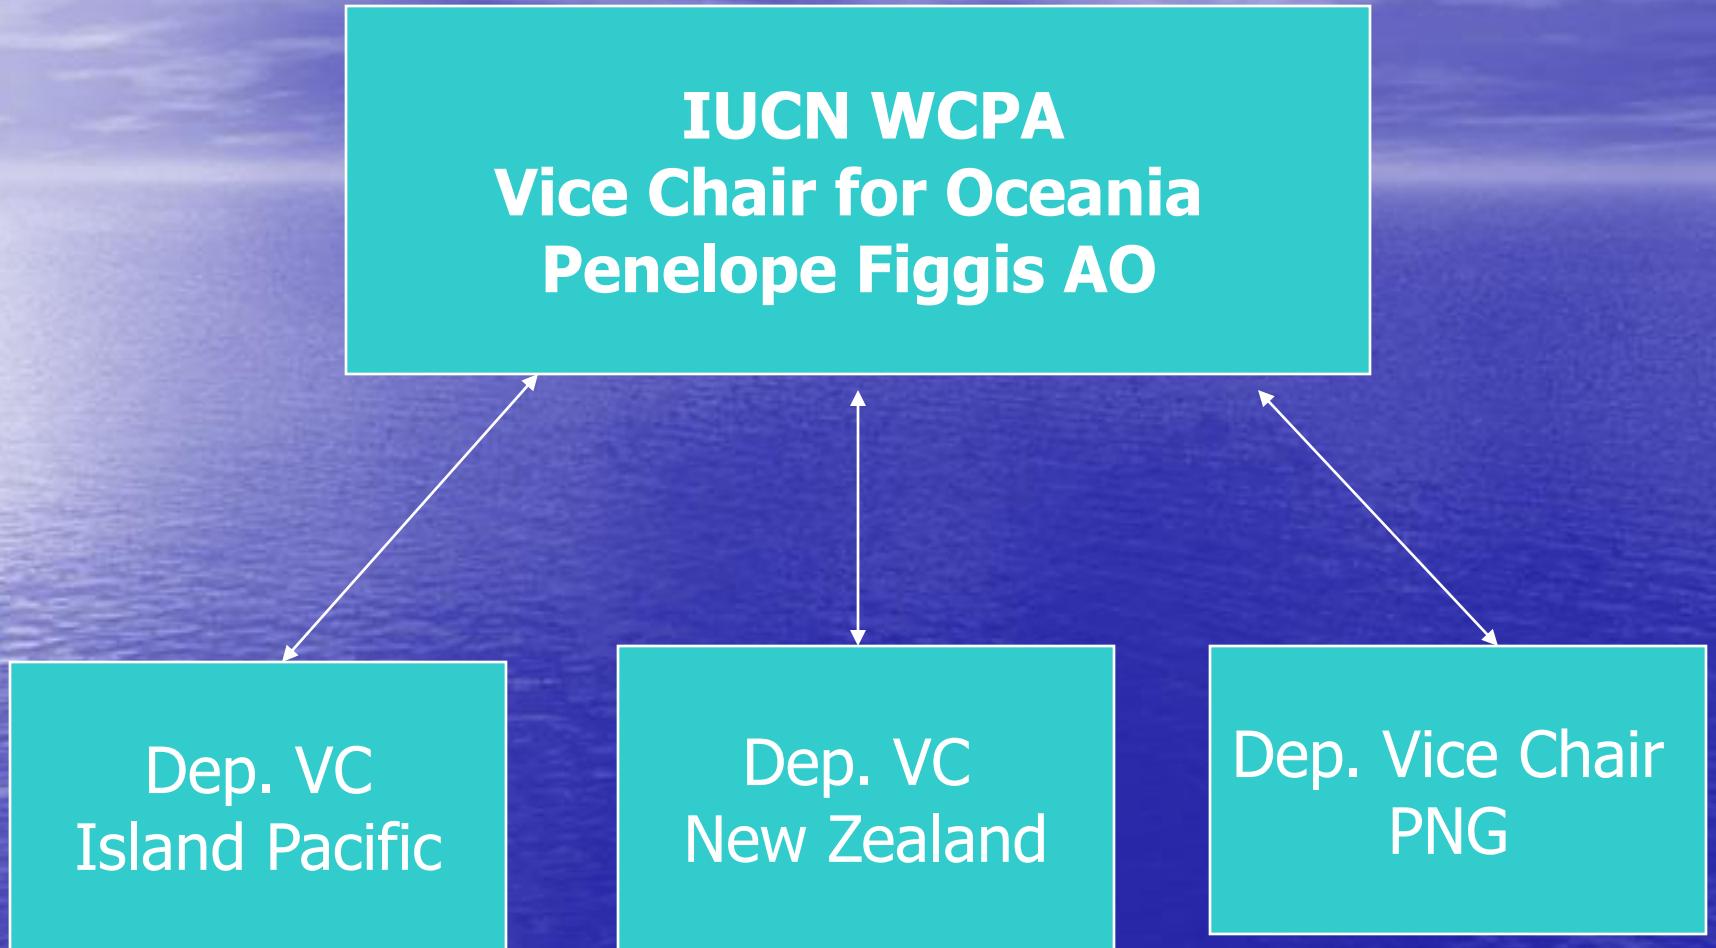 IUCN WCPA
Vice Chair for Oceania
Penelope Figgis AO
Dep. VC
Island Pacific
Dep. VC
New Zealand
Dep. Vice Chair
PNG